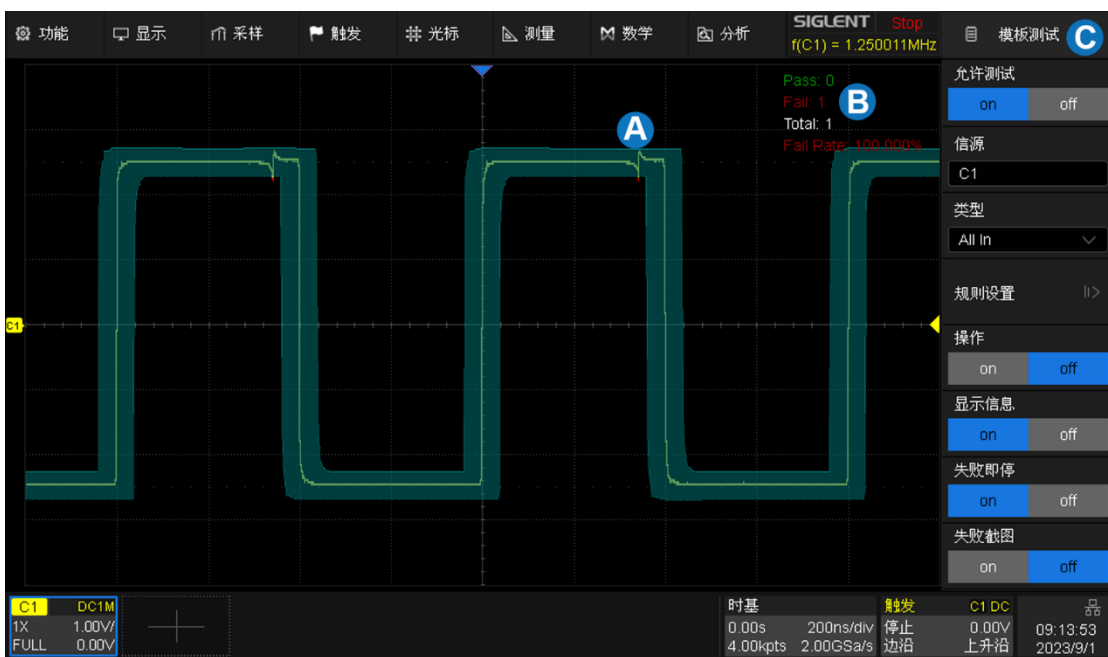 功能 显示 采样 触发 光标 测量 数学 分析
SIGLENT Stop
f(C1) = 1.250011MHz
模板测试 C
Pass: 0
Fail: 1
B
Total: 1
Fail Rate: 100.000%
A
C1
允许测试
on off
信源
C1
类型
All In
规则设置
操作
on off
显示信息
on off
失败即停
on off
失败截图
on off
C1 DC1M
1X 1.00V/
FULL 0.00V
时基
0.00s 200ns/div
4.00kpts 2.00GSa/s
触发 C1 DC
停止 0.00V
边沿 上升沿
09:13:53
2023/9/1